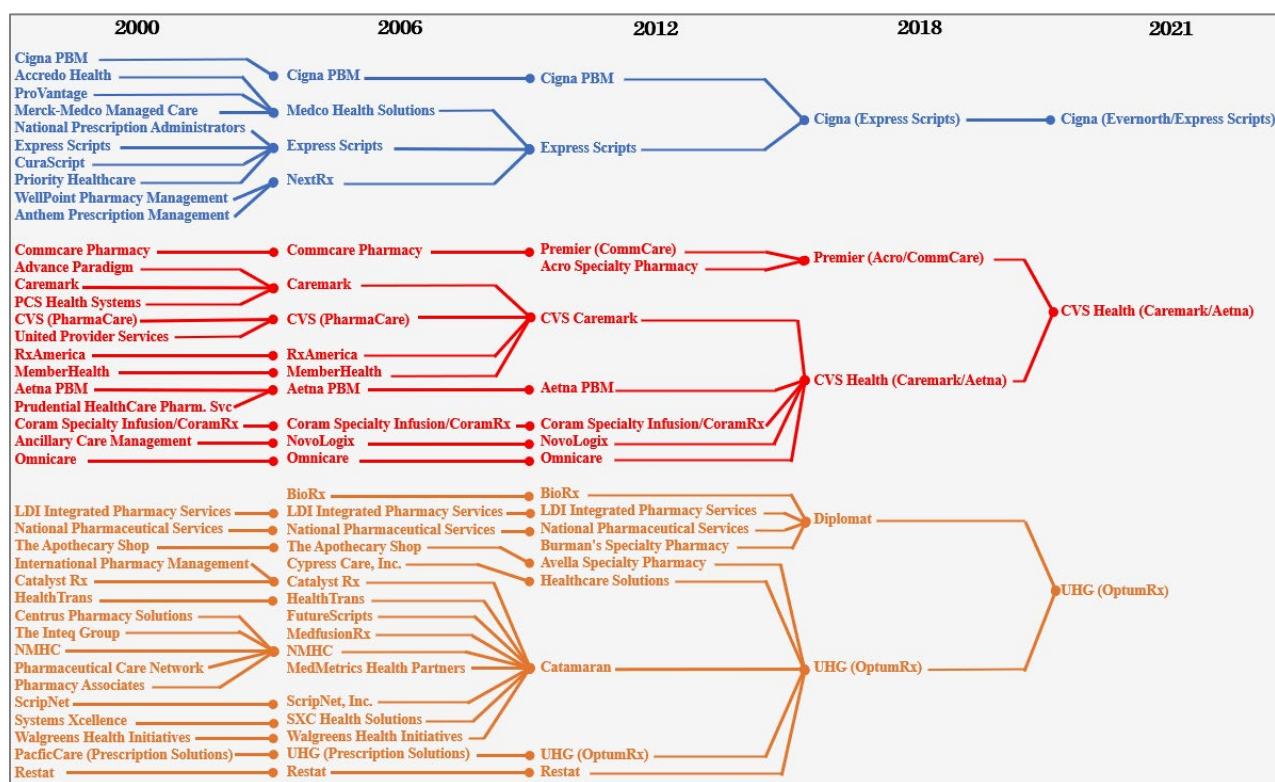 2000 2006 2012 2018 2021
Cigna PBM
Accredo Health
ProVantage
Merck-Medco Managed Care
National Prescription Administrators
Express Scripts
CuraScript
Priority Healthcare
WellPoint Pharmacy Management
Anthem Prescription Management
Cigna PBM
Medco Health Solutions
Express Scripts
NextRx
Cigna PBM
Express Scripts
Cigna (Express Scripts)
Cigna (Evernorth/Express Scripts)
Commcare Pharmacy
Advance Paradigm
Caremark
PCS Health Systems
CVS (PharmaCare)
United Provider Services
RxAmerica
MemberHealth
Aetna PBM
Prudential HealthCare Pharm. Svc
Coram Specialty Infusion/CoramRx
Ancillary Care Management
Omnicare
Commcare Pharmacy
Caremark
CVS (PharmaCare)
RxAmerica
MemberHealth
Aetna PBM
Coram Specialty Infusion/CoramRx
NovoLogix
Omnicare
Premier (CommCare)
Acro Specialty Pharmacy
CVS Caremark
Aetna PBM
Coram Specialty Infusion/CoramRx
NovoLogix
Omnicare
Premier (Acro/CommCare)
CVS Health (Caremark/Aetna)
CVS Health (Caremark/Aetna)
LDI Integrated Pharmacy Services
National Pharmaceutical Services
The Apothecary Shop
International Pharmacy Management
Catalyst Rx
HealthTrans
Centrus Pharmacy Solutions
The Inteq Group
NMHC
Pharmaceutical Care Network
Pharmacy Associates
ScripNet
Systems Xcellence
Walgreens Health Initiatives
PacficCare (Prescription Solutions)
Restat
BioRx
LDI Integrated Pharmacy Services
National Pharmaceutical Services
The Apothecary Shop
Cypress Care, Inc.
Catalyst Rx
HealthTrans
FutureScripts
MedfusionRx
NMHC
MedMetrics Health Partners
ScripNet, Inc.
SXC Health Solutions
Walgreens Health Initiatives
UHG (Prescription Solutions)
Restat
BioRx
LDI Integrated Pharmacy Services
National Pharmaceutical Services
Burman's Specialty Pharmacy
Avella Specialty Pharmacy
Healthcare Solutions
Catamaran
UHG (OptumRx)
Restat
Diplomat
UHG (OptumRx)
UHG (OptumRx)